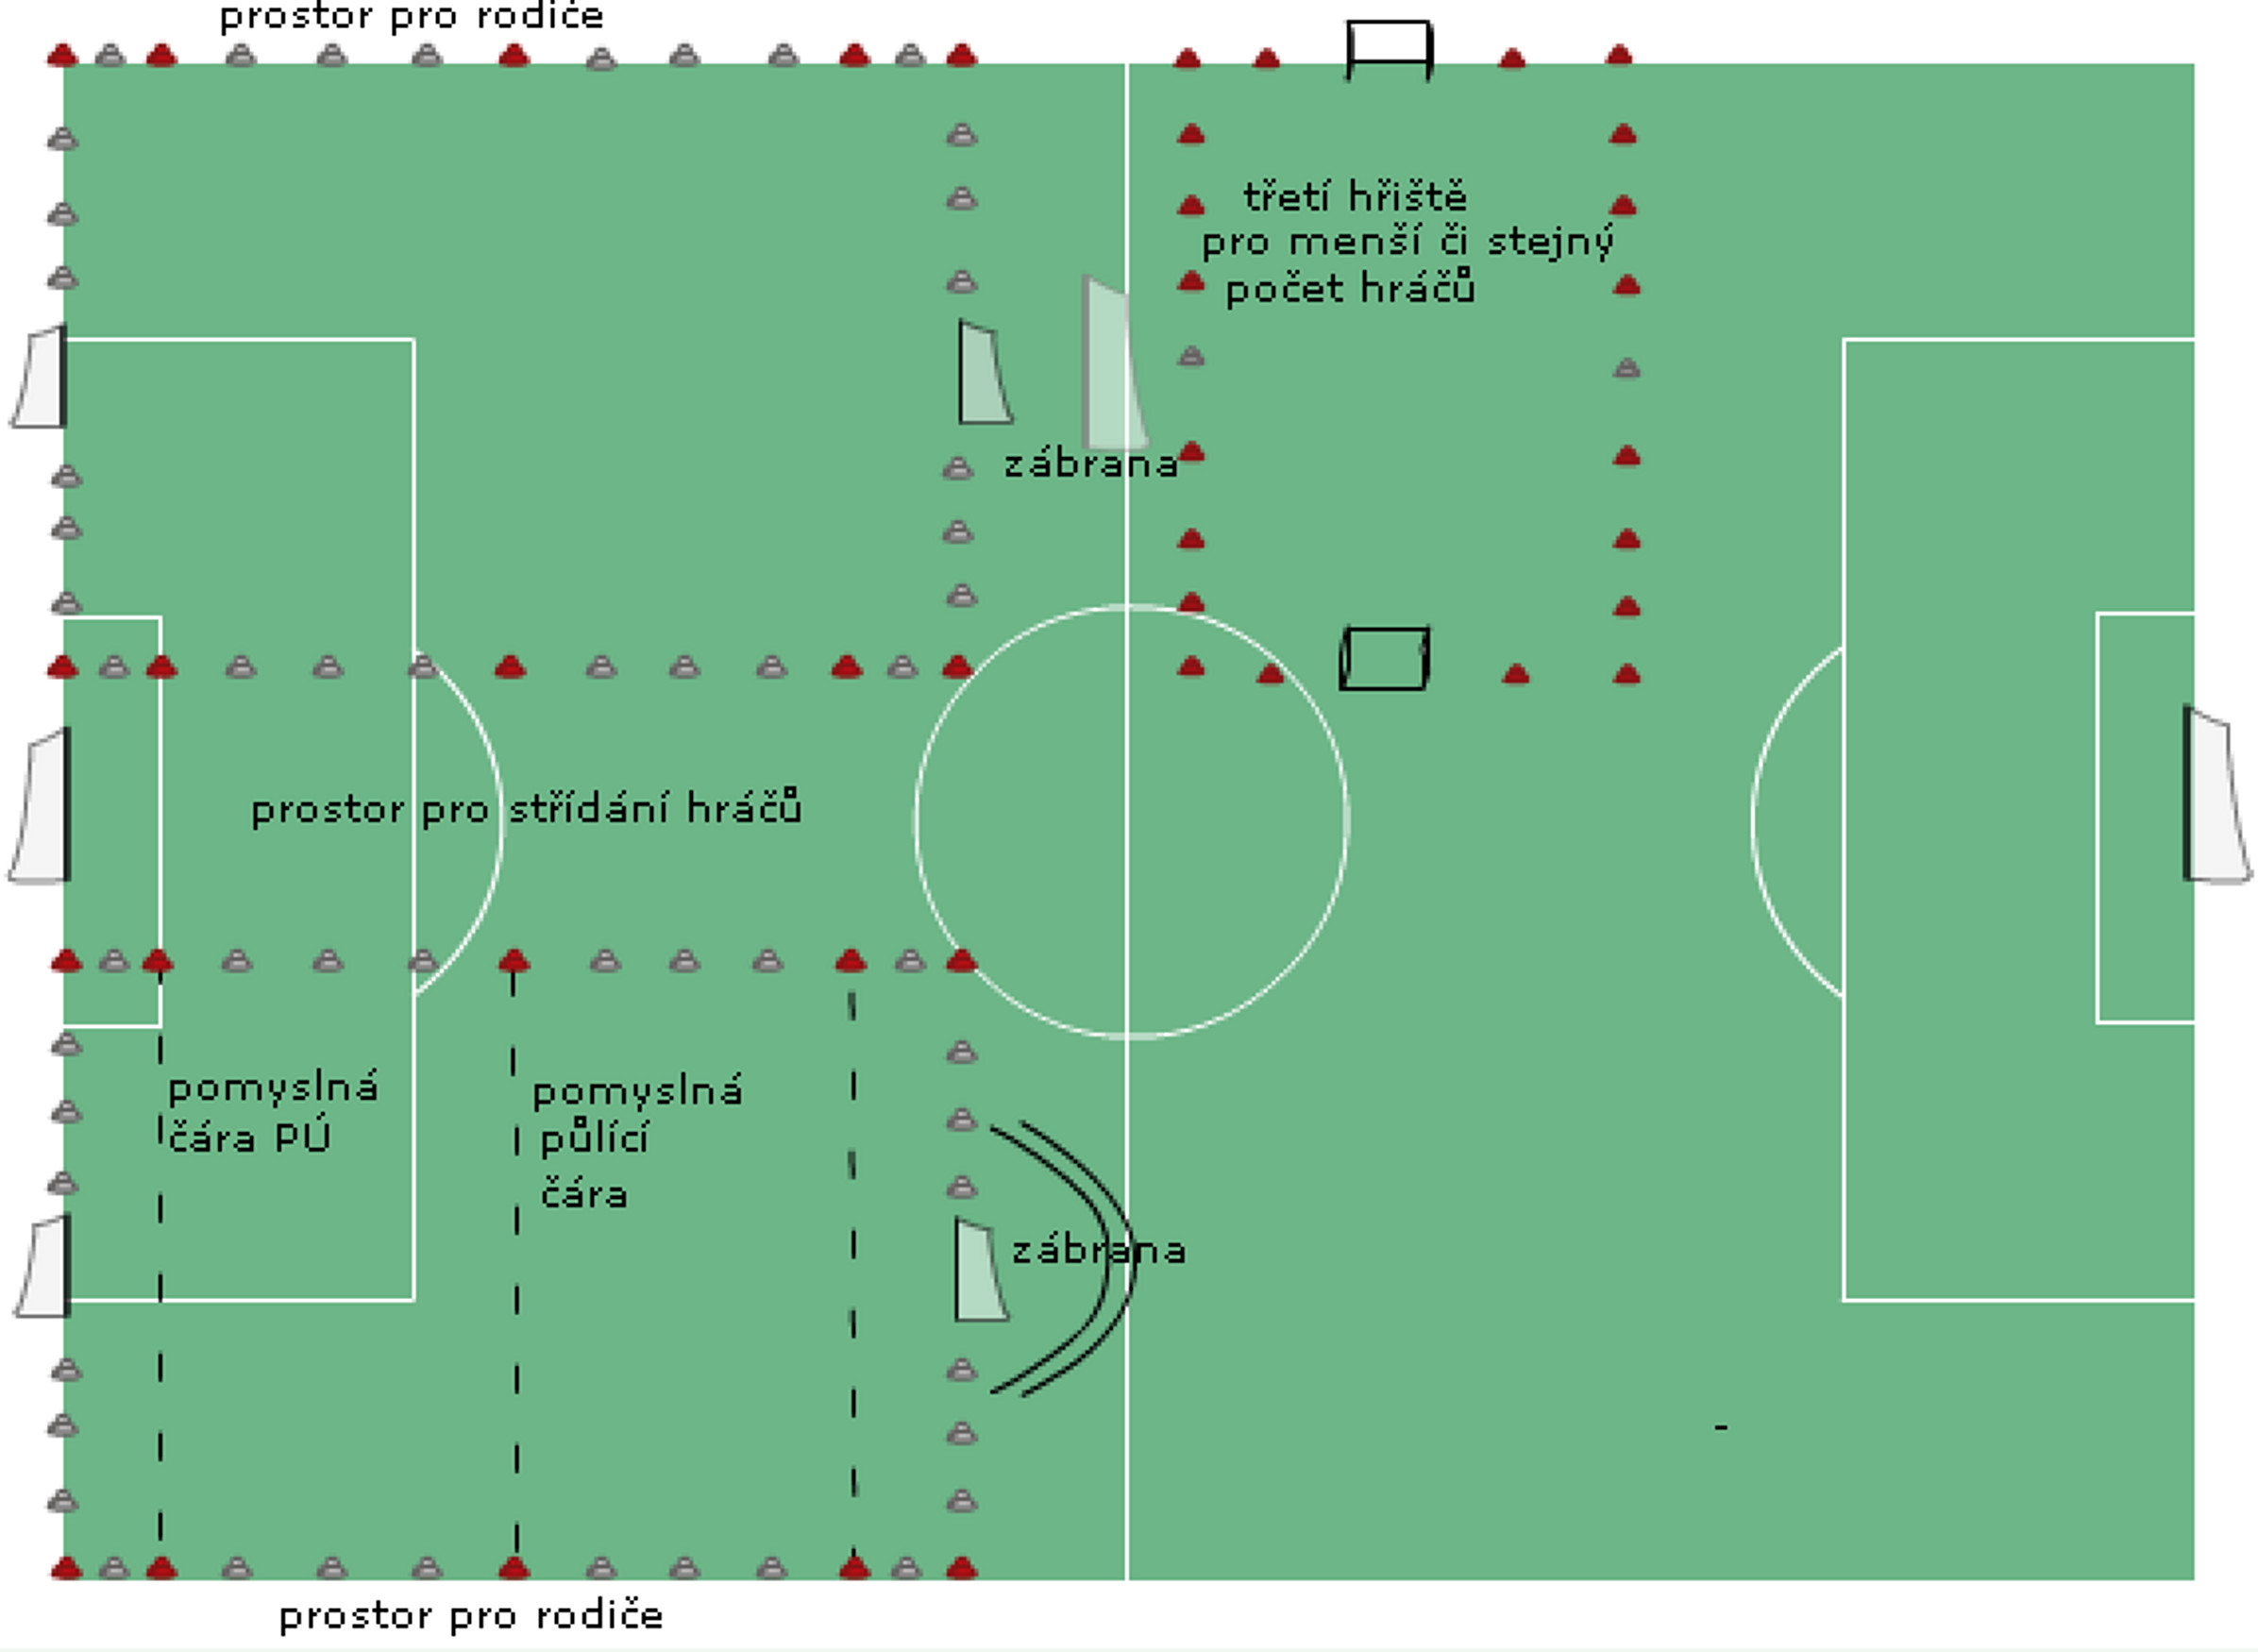 prostor pro rodiče
třetí hřiště
pro menší či stejný
počet hráčů
zábrana
prostor pro střídání hráčů
pomyslná
čára PÚ
pomyslná
půlící
čára
zábrana
prostor pro rodiče